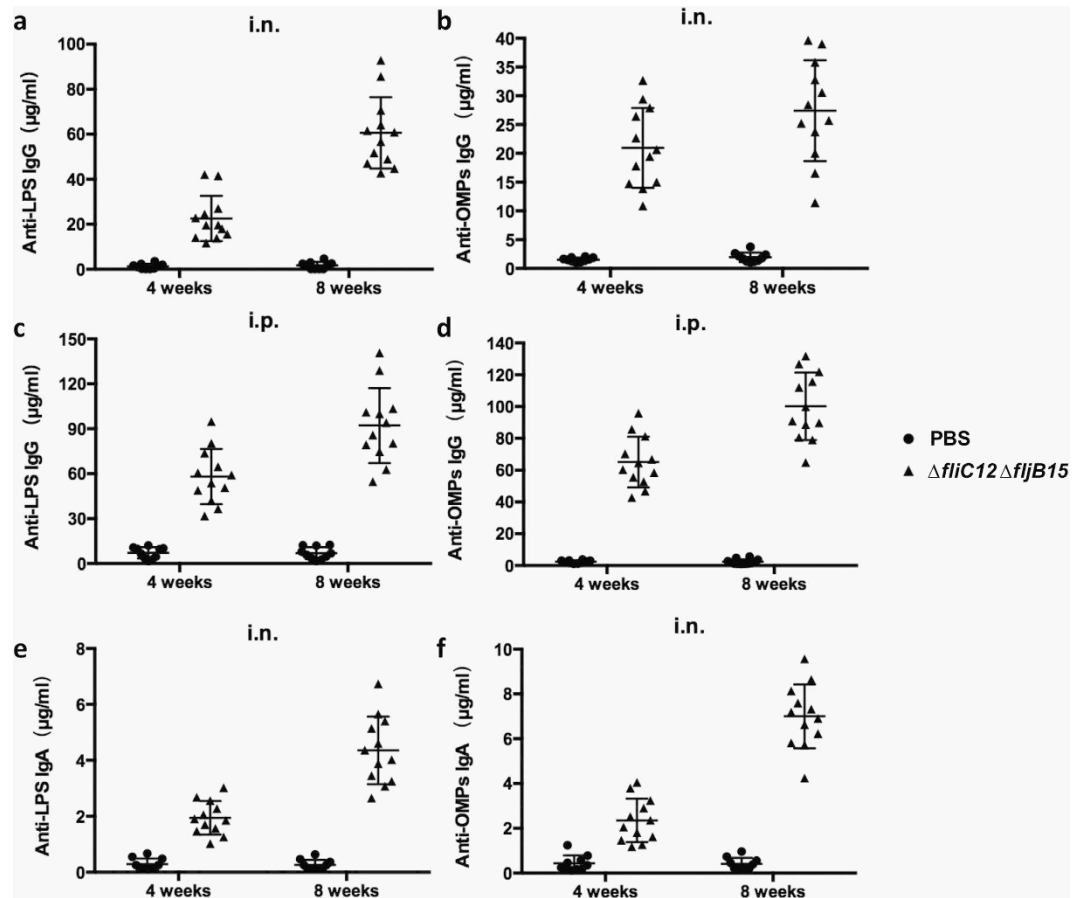 a
i.n.
Anti-LPS IgG (μg/ml)
100
80
60
40
20
0
4 weeks 8 weeks
b
i.n.
Anti-OMPs IgG (μg/ml)
40
35
30
25
20
15
10
5
0
4 weeks 8 weeks
c
i.p.
Anti-LPS IgG (μg/ml)
150
120
90
60
30
0
4 weeks 8 weeks
d
i.p.
Anti-OMPs IgG (μg/ml)
140
120
100
80
60
40
20
0
4 weeks 8 weeks
PBS
ΔfliC12 ΔfljB15
e
i.n.
Anti-LPS IgA (μg/ml)
8
6
4
2
0
4 weeks 8 weeks
f
i.n.
Anti-OMPs IgA (μg/ml)
10
8
6
4
2
0
4 weeks 8 weeks